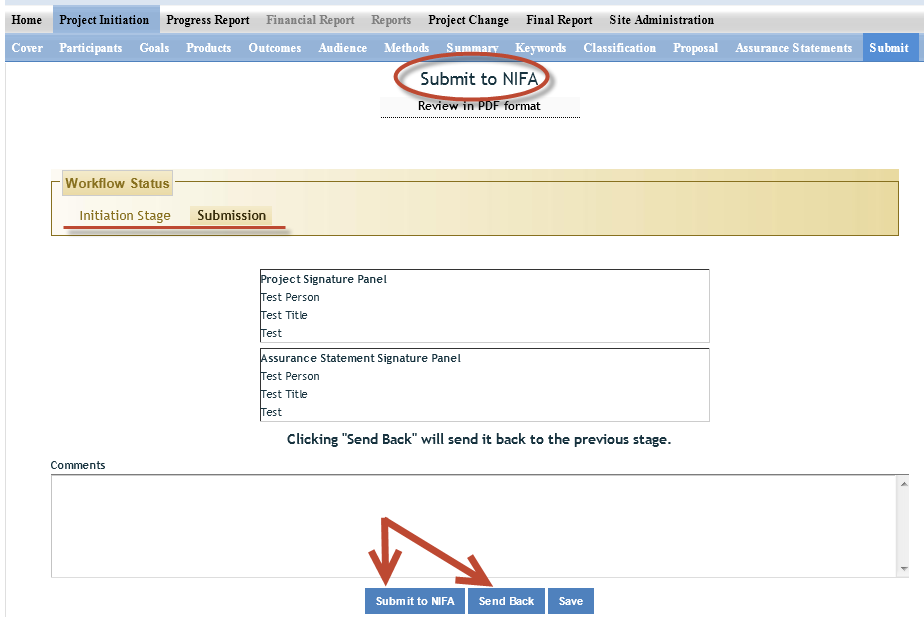 Home Project Initiation Progress Report Financial Report Reports Project Change Final Report Site Administration
Cover Participants Goals Products Outcomes Audience Methods Summary Keywords Classification Proposal Assurance Statements Submit
Submit to NIFA
Review in PDF format
Workflow Status
Initiation Stage Submission
Project Signature Panel
Test Person
Test Title
Test
Assurance Statement Signature Panel
Test Person
Test Title
Test
Clicking "Send Back" will send it back to the previous stage.
Comments
Submit to NIFA Send Back Save